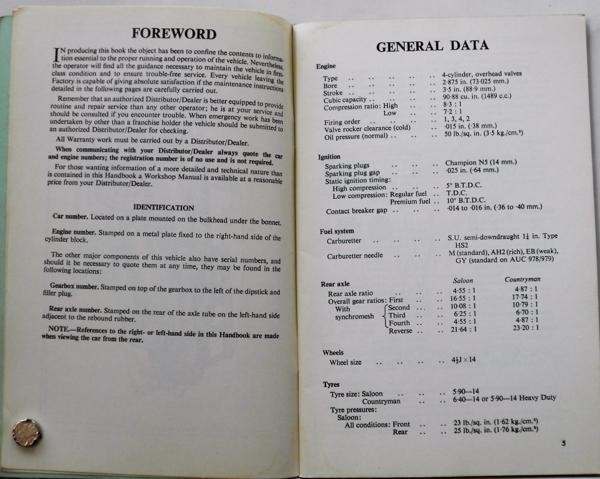 FOREWORD
IN producing this book the object has been to confine the contents to informa-
tion essential to the proper running and operation of the vehicle. Nevertheless,
the operator will find all the guidance necessary to maintain the vehicle in first-
class condition and to ensure trouble-free service. Every vehicle leaving the
Factory is capable of giving absolute satisfaction if the maintenance instructions
detailed in the following pages are carefully carried out.
Remember that an authorized Distributor/Dealer is better equipped to provide
routine and repair service than any other operator; he is at your service and
should be consulted if you encounter trouble. When emergency work has been
undertaken by other than a franchise holder the vehicle should be submitted to
an authorized Distributor/Dealer for checking.
All Warranty work must be carried out by a Distributor/Dealer.
When communicating with your Distributor/Dealer always quote the car
and engine numbers; the registration number is of no use and is not required.
For those wanting information of a more detailed and technical nature than
is contained in this Handbook a Workshop Manual is available at a reasonable
price from your Distributor/Dealer.
IDENTIFICATION
Car number. Located on a plate mounted on the bulkhead under the bonnet.
Engine number. Stamped on a metal plate fixed to the right-hand side of the
cylinder block.
The other major components of this vehicle also have serial numbers, and
should it be necessary to quote them at any time, they may be found in the
following locations:
Gearbox number. Stamped on top of the gearbox to the left of the dipstick and
filler plug.
Rear axle number. Stamped on the rear of the axle tube on the left-hand side
adjacent to the rebound rubber.
NOTE.—References to the right- or left-hand side in this Handbook are made
when viewing the car from the rear.
GENERAL DATA
Engine
Type .. .. .. .. .. 4-cylinder, overhead valves
Bore .. .. .. .. .. 2·875 in. (73·025 mm.)
Stroke .. .. .. .. .. 3·5 in. (88·9 mm.)
Cubic capacity .. .. .. .. 90·88 cu. in. (1489 c.c.)
Compression ratio: High .. .. 8·3 : 1
Low .. .. 7·2 : 1
Firing order .. .. .. .. 1, 3, 4, 2
Valve rocker clearance (cold) .. .. ·015 in. (·38 mm.)
Oil pressure (normal) .. .. .. 50 lb./sq. in. (3·5 kg./cm.²)
Ignition
Sparking plugs .. .. .. Champion N5 (14 mm.)
Sparking plug gap .. .. .. ·025 in. (·64 mm.)
Static ignition timing:
High compression .. .. .. 5° B.T.D.C.
Low compression: Regular fuel .. T.D.C.
Premium fuel .. 10° B.T.D.C.
Contact breaker gap .. .. .. ·014 to ·016 in. (·36 to ·40 mm.)
Fuel system
Carburetter .. .. .. .. S.U. semi-downdraught 1¼ in. Type
HS2
Carburetter needle .. .. .. M (standard), AH2 (rich), EB (weak),
GY (standard on AUC 978/979)
Rear axle Saloon Countryman
Rear axle ratio .. .. .. 4·55 : 1 4·87 : 1
Overall gear ratios: First .. .. 16·55 : 1 17·74 : 1
With Second .. .. 10·08 : 1 10·79 : 1
synchromesh Third .. .. 6·25 : 1 6·70 : 1
Fourth .. .. 4·55 : 1 4·87 : 1
Reverse .. .. 21·64 : 1 23·20 : 1
Wheels
Wheel size .. .. .. .. 4½J × 14
Tyres
Tyre size: Saloon .. .. .. 5·90—14
Countryman .. .. 6·40—14 or 5·90—14 Heavy Duty
Tyre pressures:
Saloon:
All conditions: Front .. .. 23 lb./sq. in. (1·62 kg./cm.²)
Rear .. .. 25 lb./sq. in. (1·76 kg./cm.²)
5